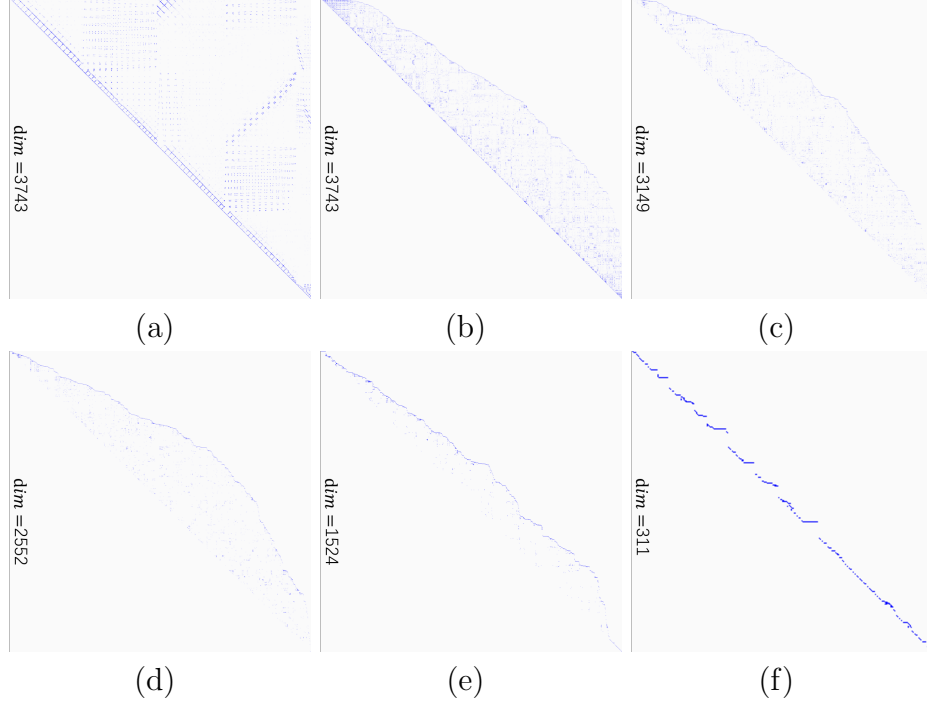 dim =3743
dim =3743
dim =3149
(a)
(b)
(c)
dim =2552
dim =1524
dim =311
(d)
(e)
(f)